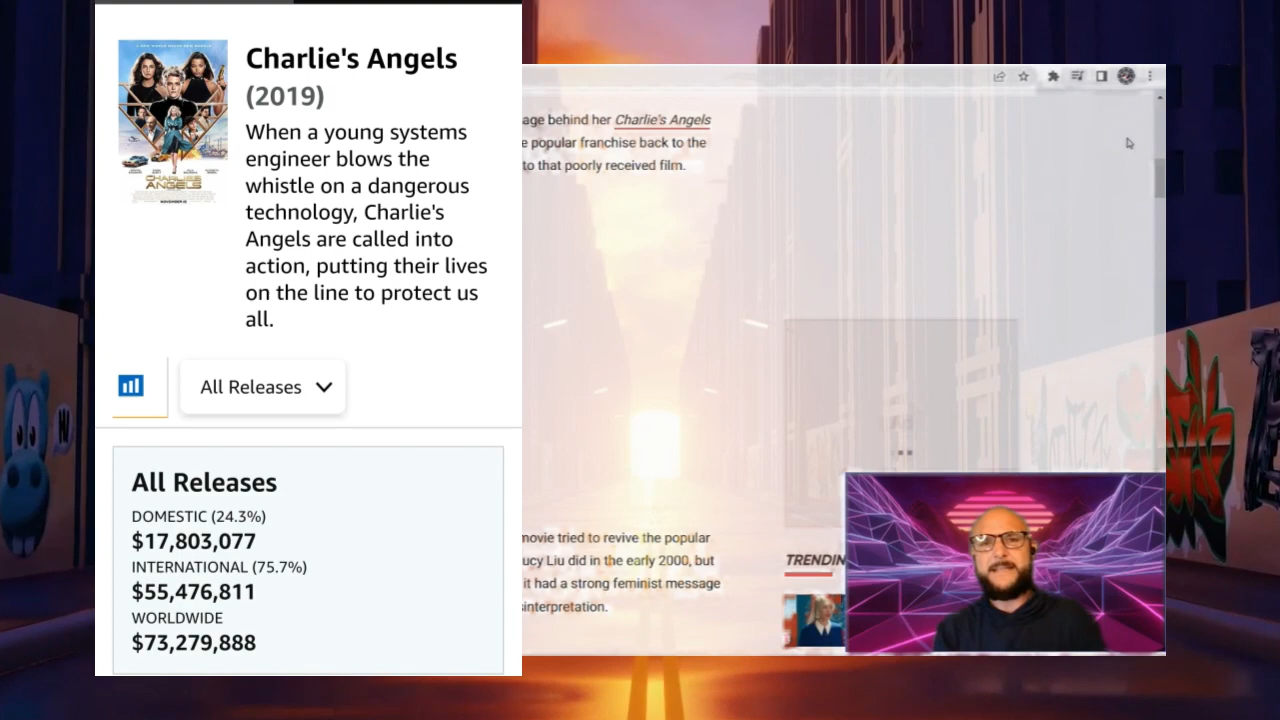 Charlie's Angels
(2019)
When a young systems
engineer blows the
whistle on a dangerous
technology, Charlie's
Angels are called into
action, putting their lives
on the line to protect us
all.
All Releases
All Releases
DOMESTIC (24.3%)
$17,803,077
INTERNATIONAL (75.7%)
$55,476,811
WORLDWIDE
$73,279,888
CHARLIE'S
ANGELS
age behind her Charlie's Angels
e popular franchise back to the
to that poorly received film.
movie tried to revive the popular
ucy Liu did in the early 2000, but
it had a strong feminist message
sinterpretation.
TRENDIN